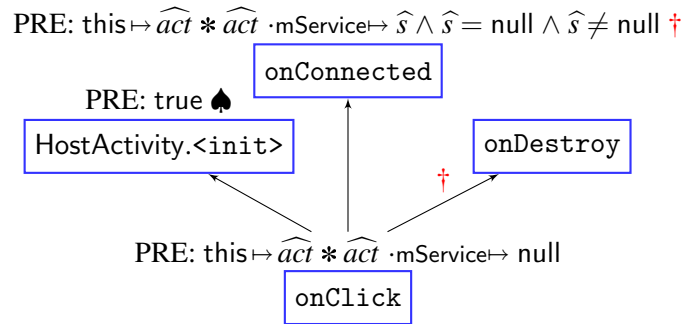 PRE: this ↦ act̂ * act̂ ·mService↦ ŝ ∧ ŝ = null ∧ ŝ ≠ null †
onConnected
PRE: true ♠
HostActivity.<init>
onDestroy
†
PRE: this ↦ act̂ * act̂ ·mService↦ null
onClick